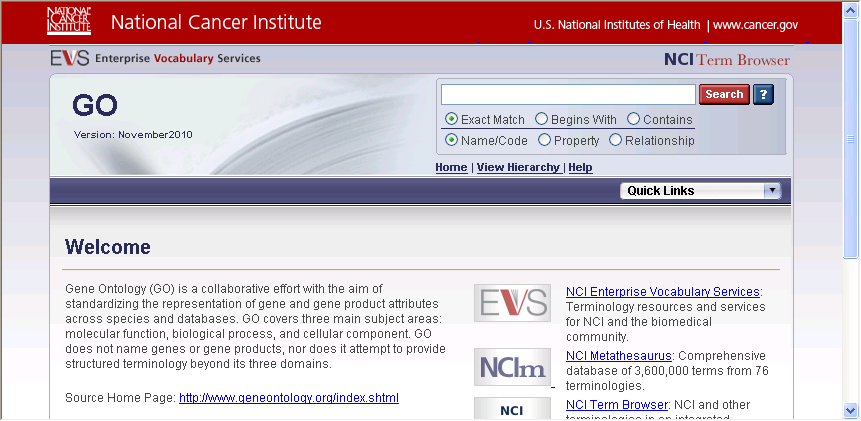 NATIONAL CANCER INSTITUTE
National Cancer Institute
U.S. National Institutes of Health | www.cancer.gov
EVS Enterprise Vocabulary Services
NCI Term Browser
GO
Version: November2010
Search ?
Exact Match Begins With Contains
Name/Code Property Relationship
Home | View Hierarchy | Help
Quick Links
Welcome
Gene Ontology (GO) is a collaborative effort with the aim of
standardizing the representation of gene and gene product attributes
across species and databases. GO covers three main subject areas:
molecular function, biological process, and cellular component. GO
does not name genes or gene products, nor does it attempt to provide
structured terminology beyond its three domains.
Source Home Page: http://www.geneontology.org/index.shtml
EVS
NCI Enterprise Vocabulary Services:
Terminology resources and services
for NCI and the biomedical
community.
NCIm
NCI Metathesaurus: Comprehensive
database of 3,600,000 terms from 76
terminologies.
NCI
NCI Term Browser: NCI and other
terminologies in an integrated